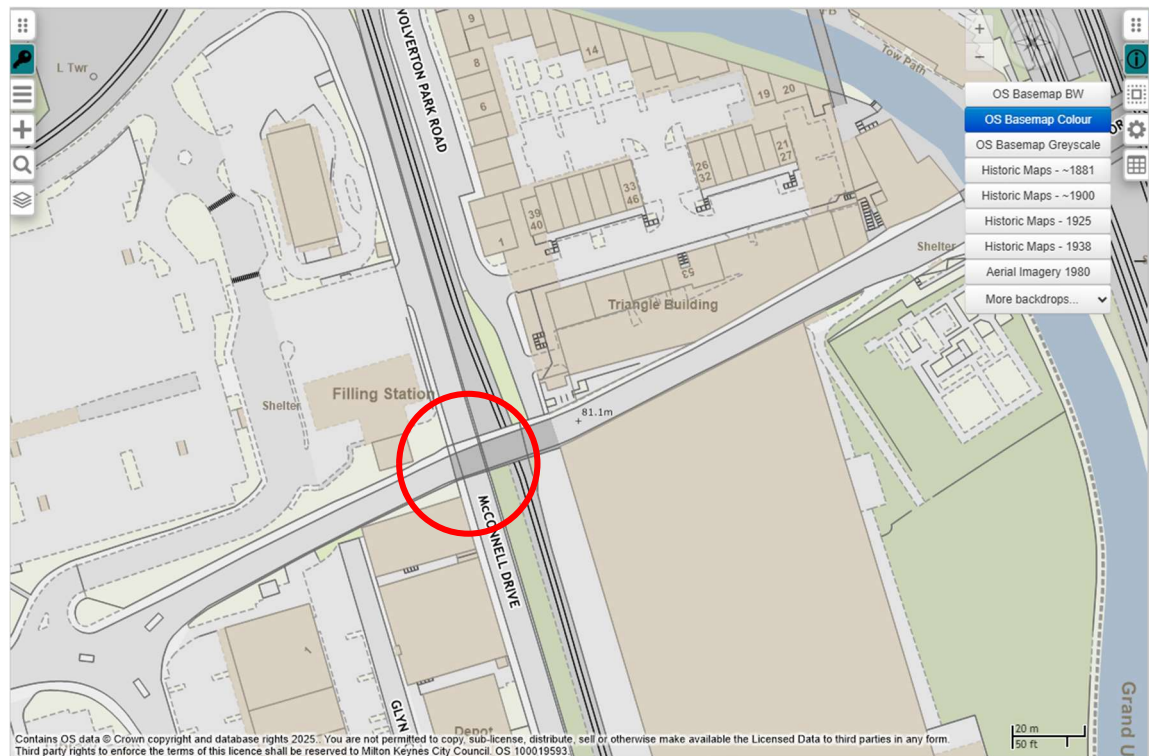 L Twr
WOLVERTON PARK ROAD
9
8
6
14
19
20
Tow Path
26
32
21
27
33
46
39
40
1
Shelter
Triangle Building
Filling Station
Shelter
81.1m
McCONNELL DRIVE
1
GLYN
Depot
Grand U
OS Basemap BW
OS Basemap Colour
OS Basemap Greyscale
Historic Maps - ~1881
Historic Maps - ~1900
Historic Maps - 1925
Historic Maps - 1938
Aerial Imagery 1980
More backdrops...
20 m
50 ft
Contains OS data © Crown copyright and database rights 2025.. You are not permitted to copy, sub-license, distribute, sell or otherwise make available the Licensed Data to third parties in any form.
Third party rights to enforce the terms of this licence shall be reserved to Milton Keynes City Council. OS 100019593.